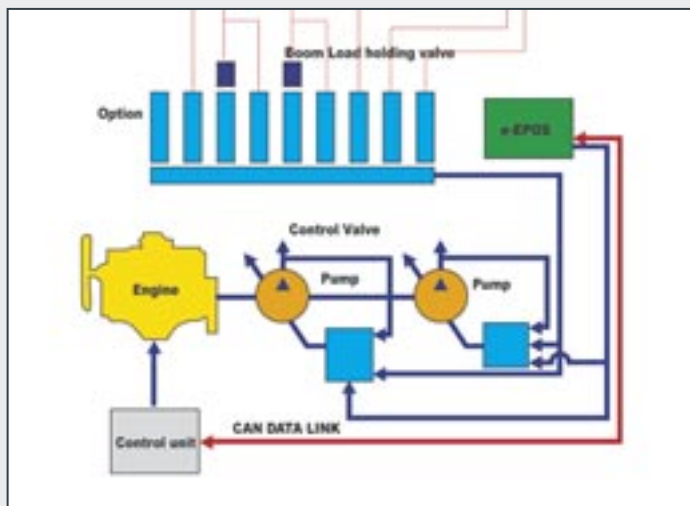 Boom Load holding valve
Option
e-EPOS
Control Valve
Pump
Pump
Engine
CAN DATA LINK
Control unit